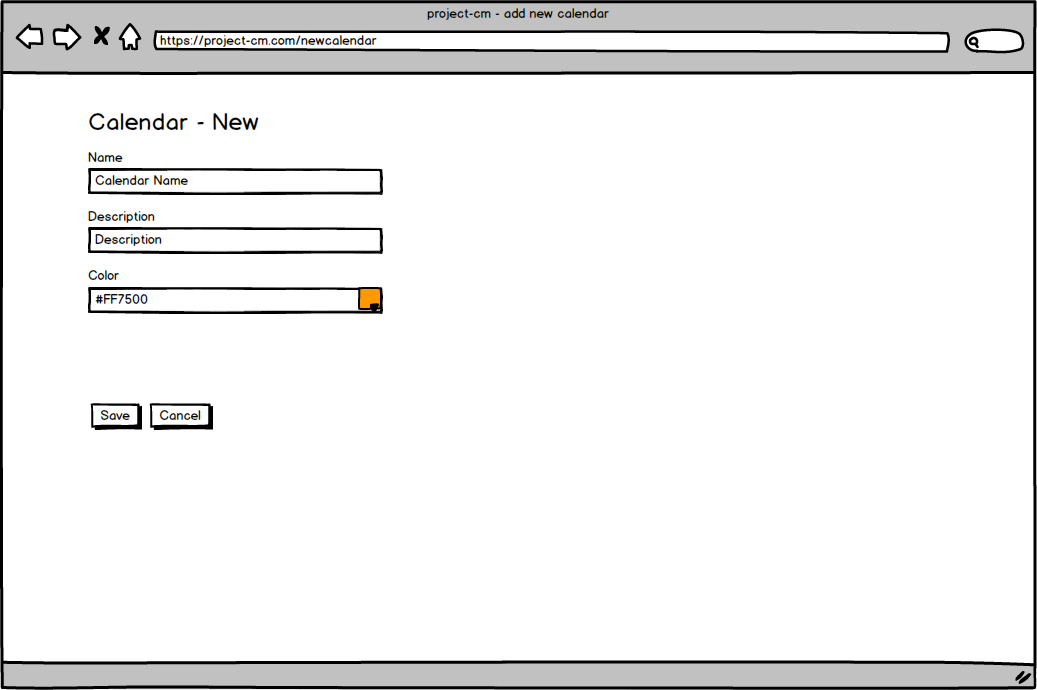 project-cm - add new calendar
https://project-cm.com/newcalendar
Calendar - New
Name
Calendar Name
Description
Description
Color
#FF7500
Save Cancel